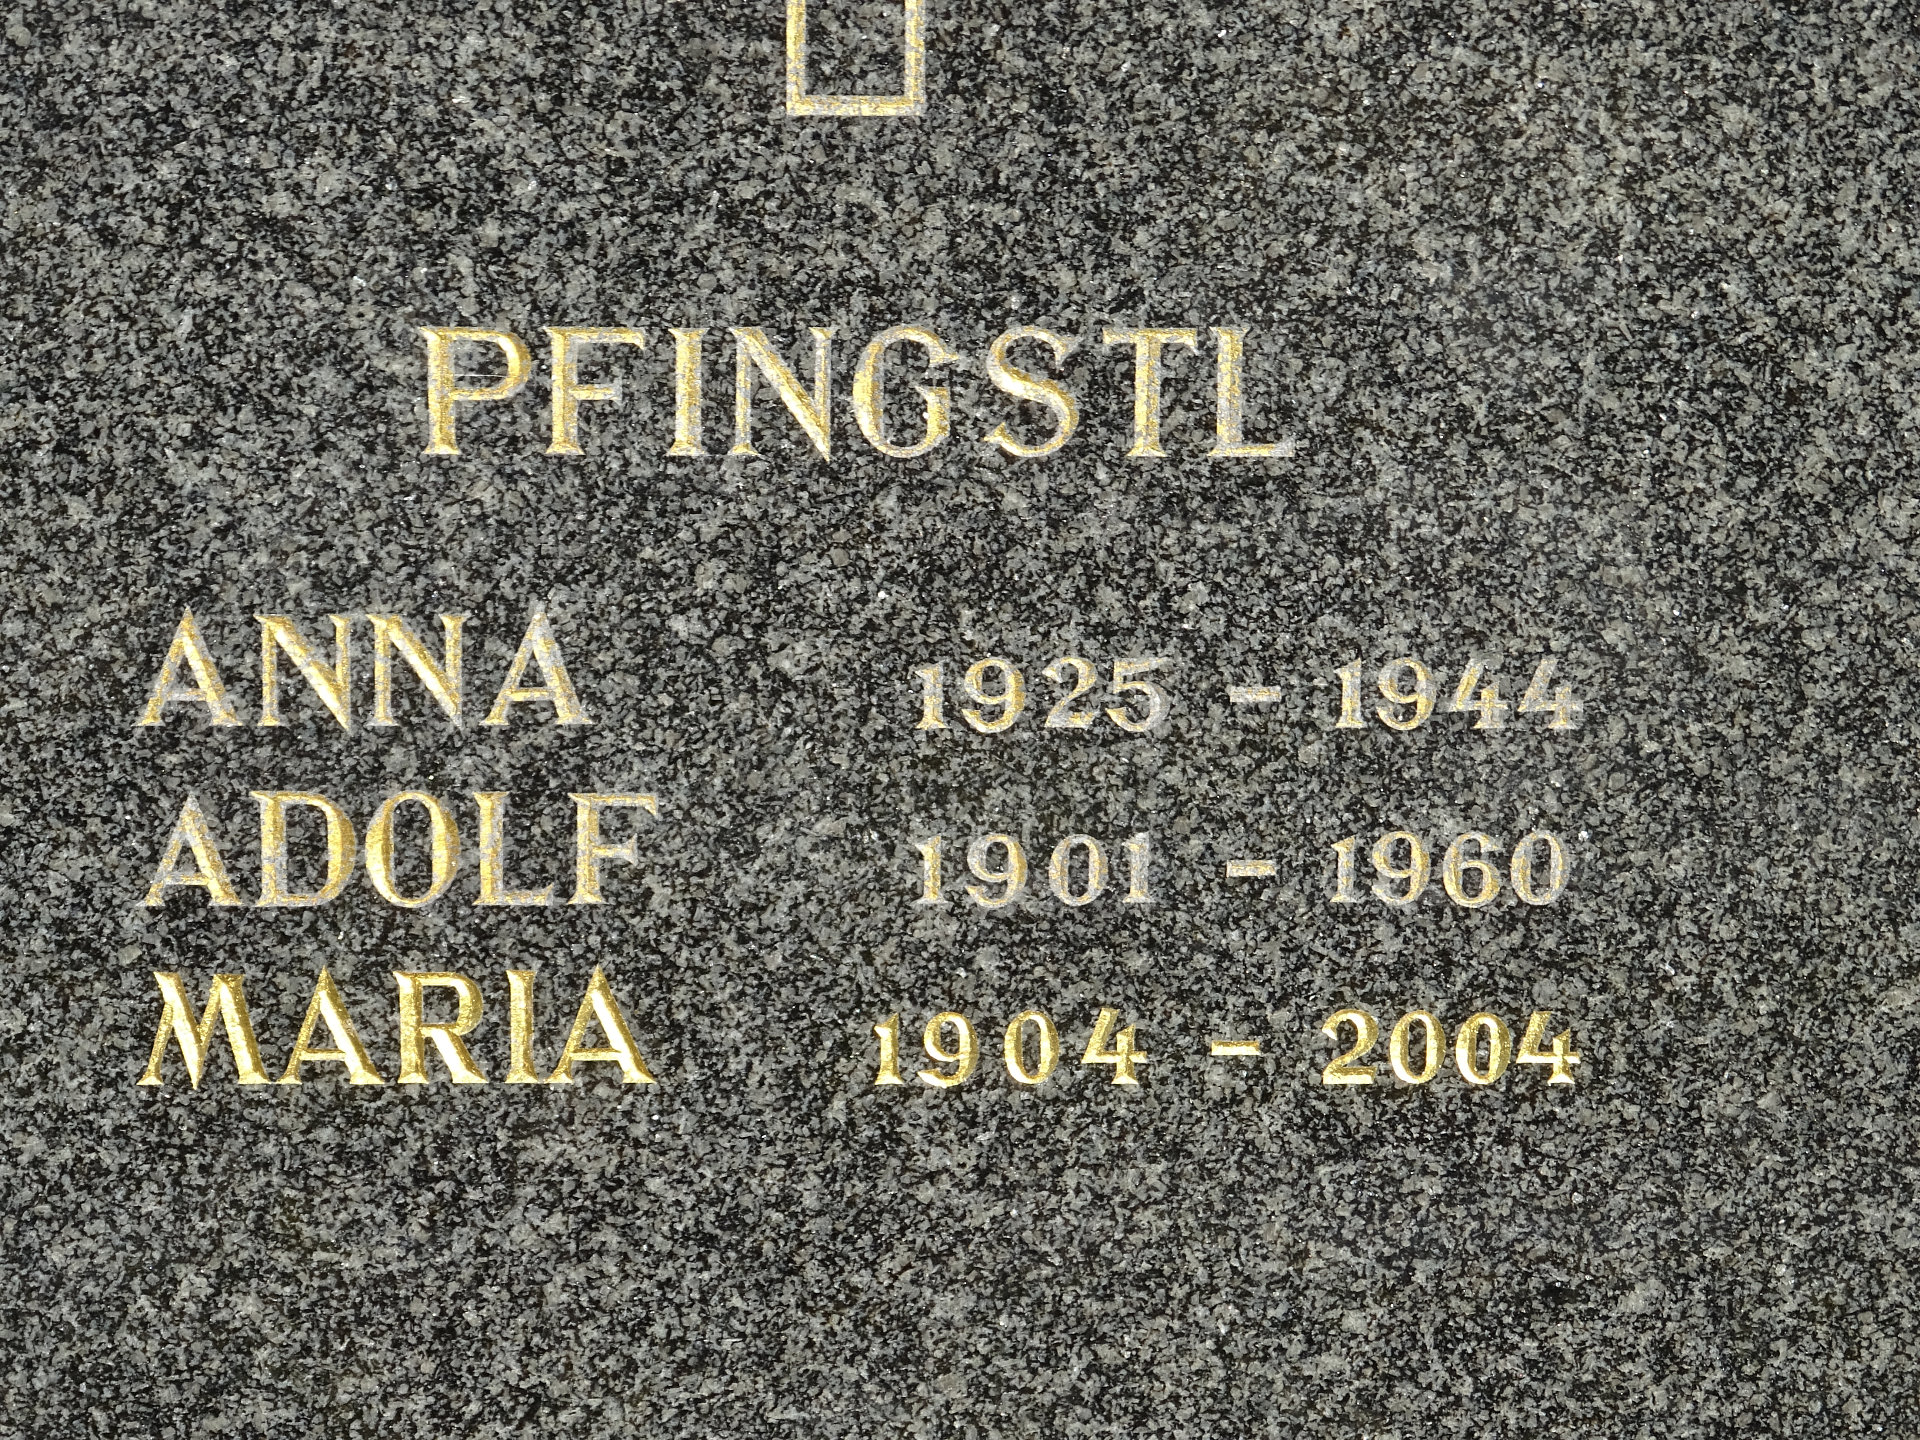 PFINGSTL
ANNA 1925 - 1944
ADOLF 1901 - 1960
MARIA 1904 - 2004